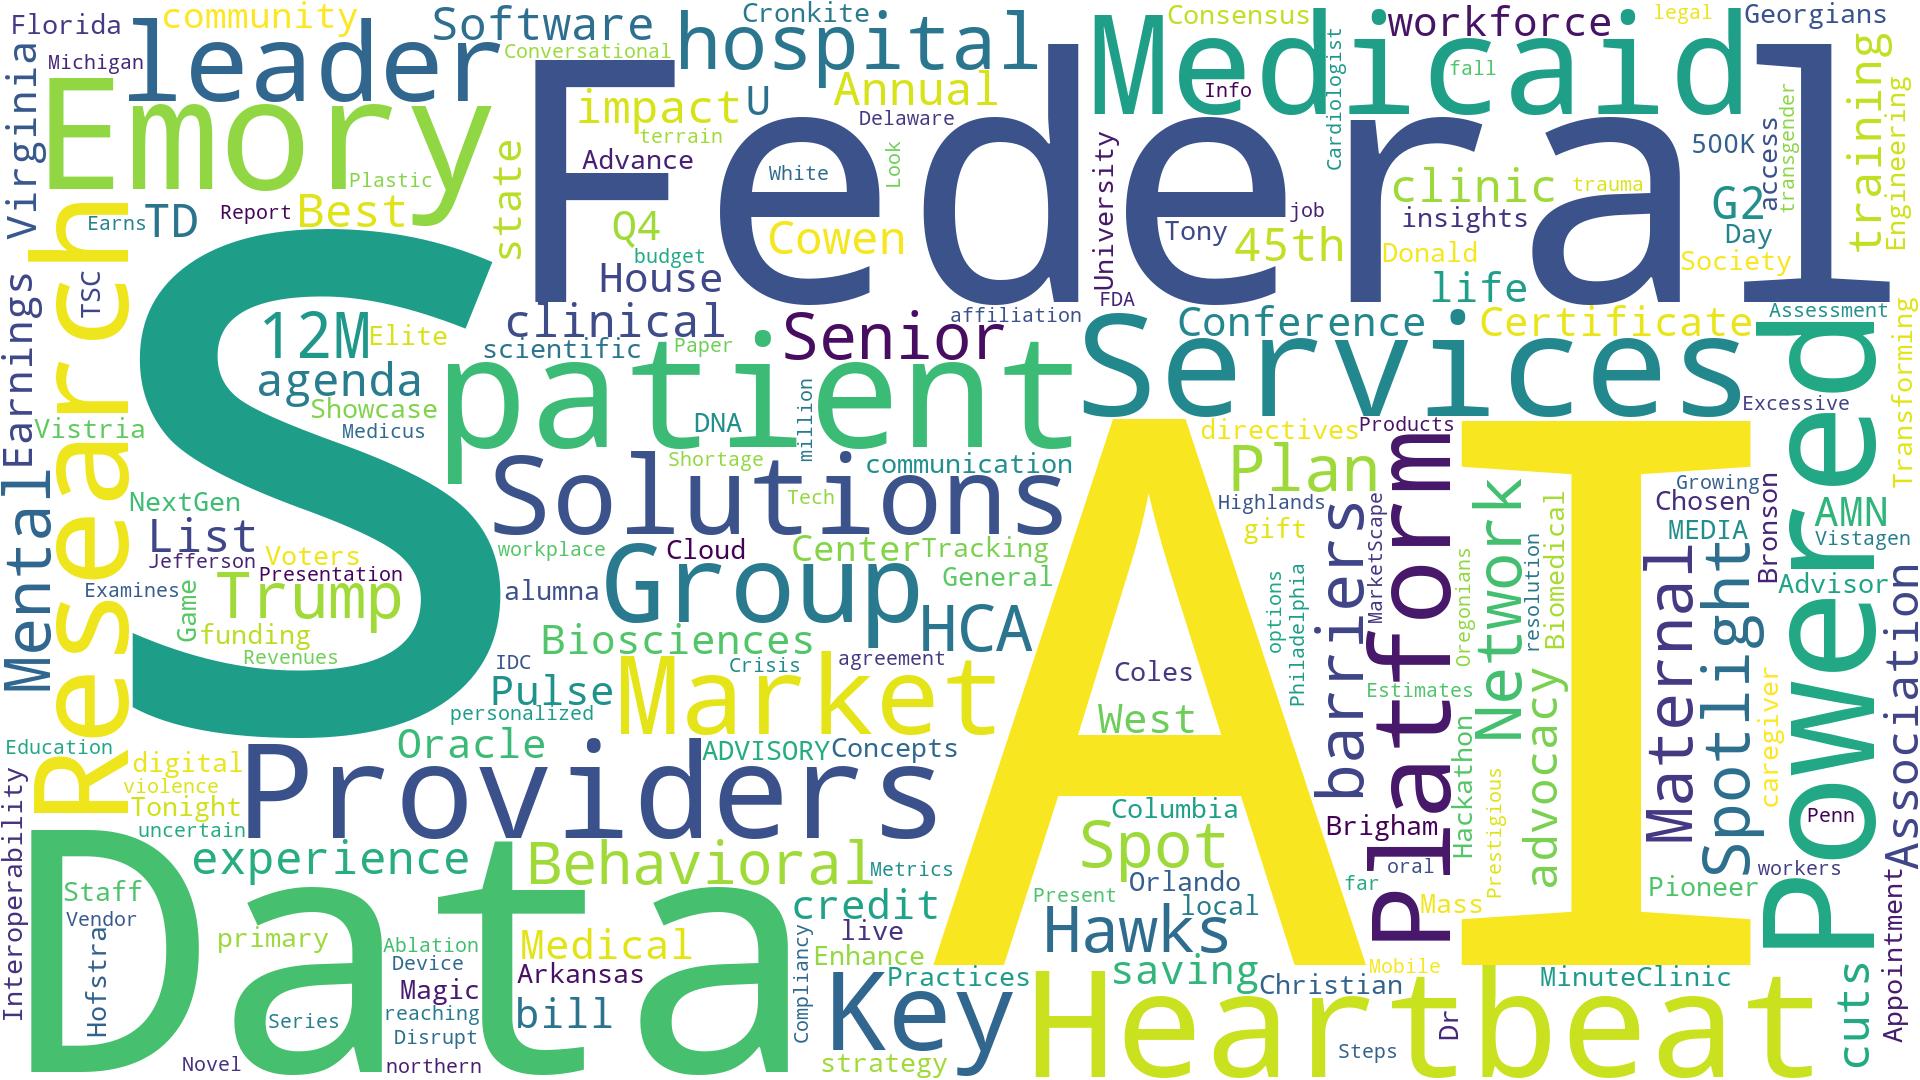 Florida
community
Software
Cronkite
Consensus
workforce
legal
Georgians
Michigan
leader
Conversational
hospital
Medicaid
fall
Info
Cardiologist
Virginia
Emory
impact
U
Annual
Delaware
terrain
Advance
White
Look
Federal
University
500K
access
transgender
training
Engineering
Plastic
state
clinic
trauma
insights
G2
Day
Earns
TD
Report
Best
Q4
Cowen
Tony
job
45th
Donald
Society
budget
House
life
FDA
TSC
Research
S
12M
Elite
clinical
affiliation
scientific
Paper
Senior
Conference
Certificate
Assessment
agenda
Showcase
Medicus
patient
Services
Excessive
Transforming
Earnings
Vistria
DNA
million
directives
Products
Powered
Shortage
communication
Plan
Growing
Chosen
Bronson
NextGen
Solutions
Tech
Highlands
gift
MEDIA
AMN
Vistagen
Mental
List
Voters
Jefferson
Presentation
workplace
Cloud
Center
Tracking
AI
Platform
MarketScape
barriers
Network
Biomedical
resolution
Oregonians
Maternal
Spotlight
Advisor
Examines
Game
Trump
funding
Revenues
alumna
Group
General
HCA
options
Philadelphia
Association
Biosciences
IDC
Crisis
agreement
Coles
Pulse
Market
personalized
West
Estimates
caregiver
Education
digital
violence
Tonight
uncertain
Oracle
ADVISORY
Concepts
Providers
Hackathon
Prestigious
advocacy
Columbia
Spot
Brigham
Penn
Interoperability
experience
Behavioral
Metrics
oral
workers
Staff
Vendor
Hofstra
primary
Data
Ablation
Device
Medical
credit
live
Present
Orlando
local
far
Mass
Pioneer
Appointment
Hawks
Enhance
Compliancy
Magic
Arkansas
reaching
Series
Disrupt
bill
Key
Practices
saving
Christian
Mobile
MinuteClinic
cuts
Novel
northern
strategy
Heartbeat
Steps
Dr